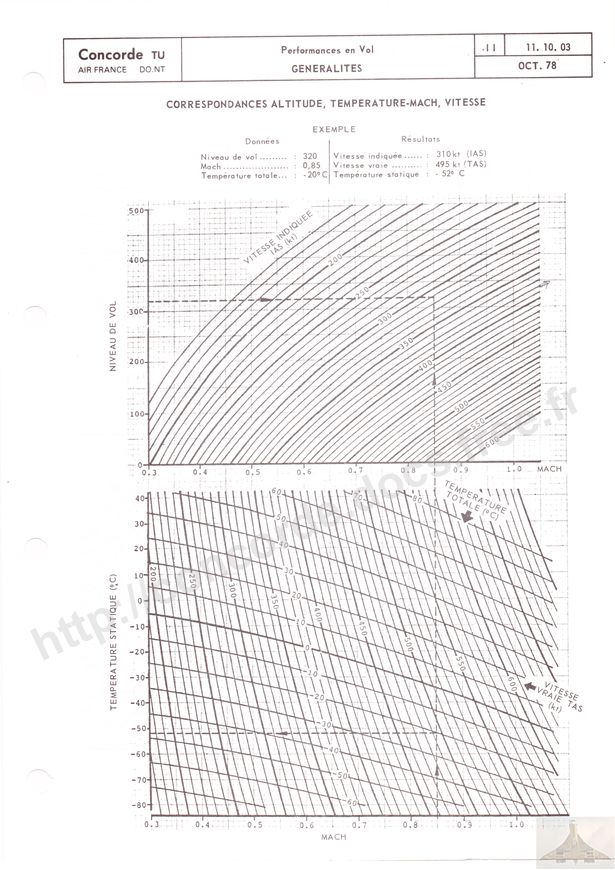 Concorde TU
AIR FRANCE DO.NT
Performances en Vol
GENERALITES
11
11. 10. 03
OCT. 78
CORRESPONDANCES ALTITUDE, TEMPERATURE-MACH, VITESSE
EXEMPLE
Données
Résultats
Niveau de vol ......... : 320
Vitesse indiquée ...... : 310 kt (IAS)
Mach ..................... : 0,85
Vitesse vraie ......... : 495 kt (TAS)
Température totale... : -20° C
Température statique : - 52° C
500
400
300
200
100
0
NIVEAU DE VOL
VITESSE INDIQUEE
IAS (kt)
200
250
300
350
400
450
500
550
600
0.3
0.4
0.5
0.6
0.7
0.8
0.9
1.0
MACH
TEMPERATURE
TOTALE (°C)
40
30
20
10
0
-10
-20
-30
-40
-50
-60
-70
-80
TEMPERATURE STATIQUE (°C)
60
50
40
30
20
10
0
-10
-20
-30
-40
-50
-60
70
80
200
250
300
350
400
450
500
550
600
VITESSE
VRAIE TAS
(kt)
0.3
0.4
0.5
0.6
0.7
0.8
0.9
1.0
MACH
http://concorde.docs.free.fr